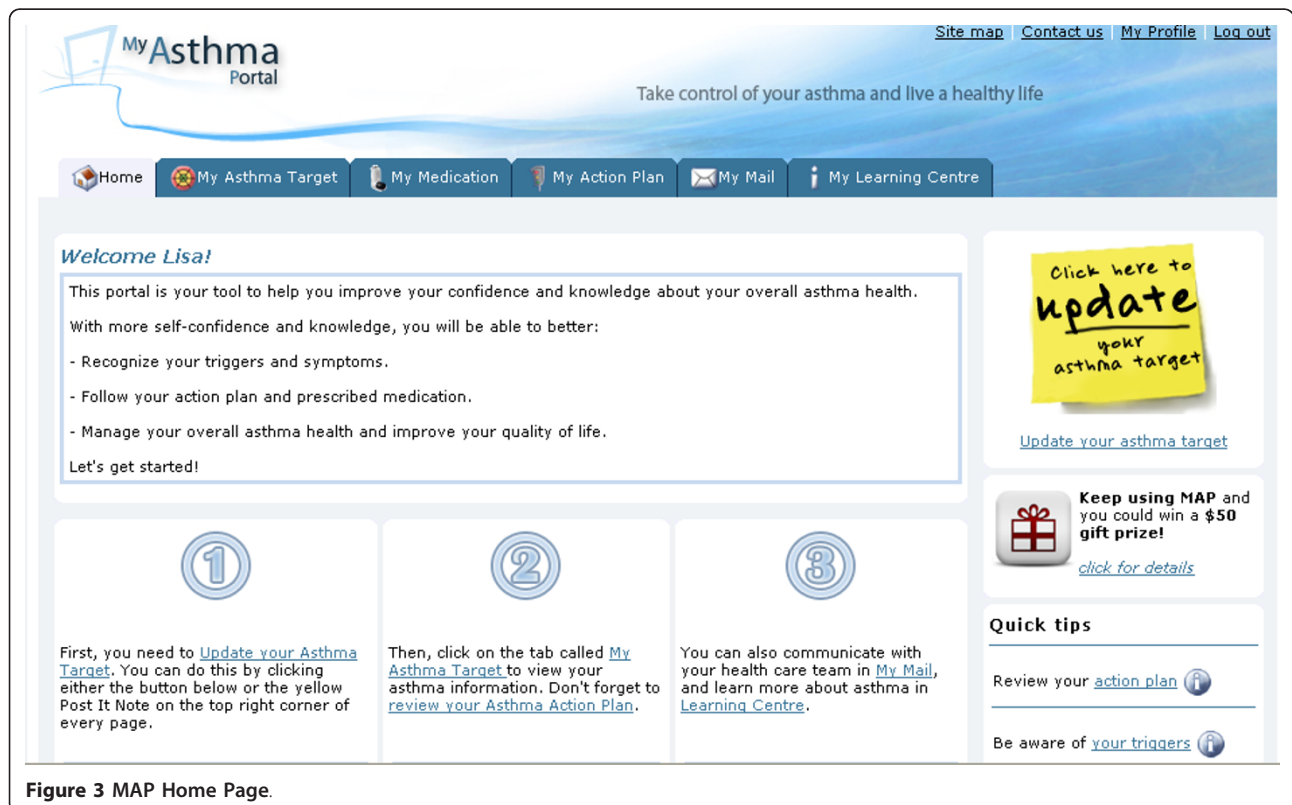 My Asthma
Portal
Site map | Contact us | My Profile | Log out
Take control of your asthma and live a healthy life
Home
My Asthma Target
My Medication
My Action Plan
My Mail
My Learning Centre
Welcome Lisa!
This portal is your tool to help you improve your confidence and knowledge about your overall asthma health.
With more self-confidence and knowledge, you will be able to better:
- Recognize your triggers and symptoms.
- Follow your action plan and prescribed medication.
- Manage your overall asthma health and improve your quality of life.
Let's get started!
Click here to
update
your
asthma target
Update your asthma target
Keep using MAP and
you could win a $50
gift prize!
click for details
1
First, you need to Update your Asthma
Target. You can do this by clicking
either the button below or the yellow
Post It Note on the top right corner of
every page.
2
Then, click on the tab called My
Asthma Target to view your
asthma information. Don't forget to
review your Asthma Action Plan.
3
You can also communicate with
your health care team in My Mail,
and learn more about asthma in
Learning Centre.
Quick tips
Review your action plan
Be aware of your triggers
Figure 3 MAP Home Page.